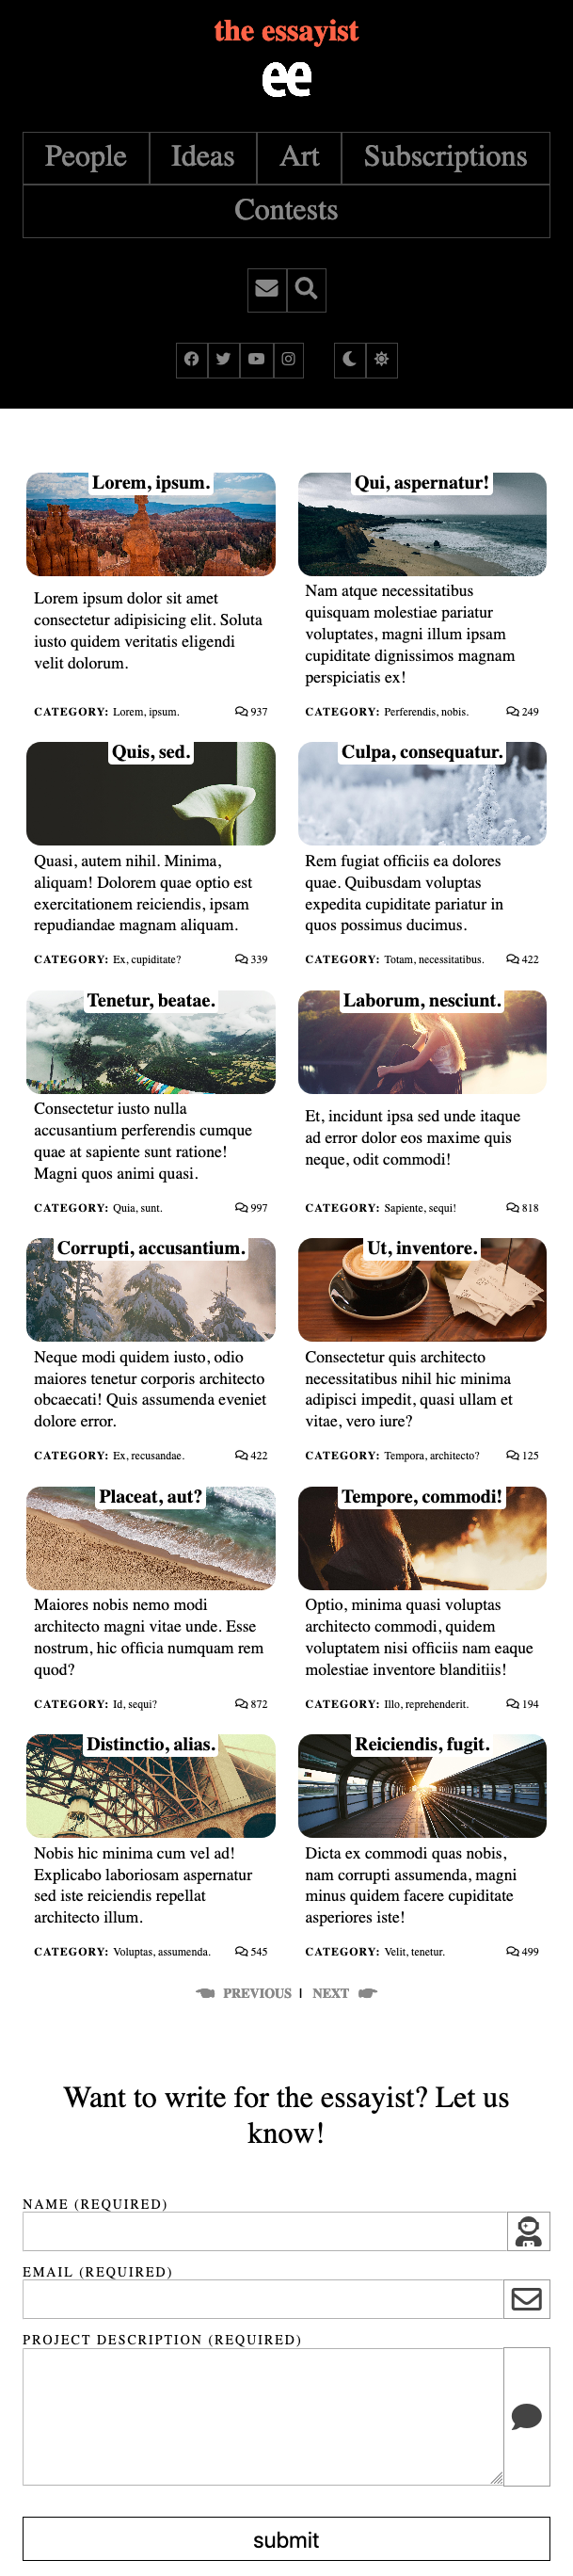 the essayist
ee
People Ideas Art Subscriptions
Contests
Lorem, ipsum.
Lorem ipsum dolor sit amet
consectetur adipisicing elit. Soluta
iusto quidem veritatis eligendi
velit dolorum.
CATEGORY: Lorem, ipsum. 937
Qui, aspernatur!
Nam atque necessitatibus
quisquam molestiae pariatur
voluptates, magni illum ipsam
cupiditate dignissimos magnam
perspiciatis ex!
CATEGORY: Perferendis, nobis. 249
Quis, sed.
Quasi, autem nihil. Minima,
aliquam! Dolorem quae optio est
exercitationem reiciendis, ipsam
repudiandae magnam aliquam.
CATEGORY: Ex, cupiditate? 339
Culpa, consequatur.
Rem fugiat officiis ea dolores
quae. Quibusdam voluptas
expedita cupiditate pariatur in
quos possimus ducimus.
CATEGORY: Totam, necessitatibus. 422
Tenetur, beatae.
Consectetur iusto nulla
accusantium perferendis cumque
quae at sapiente sunt ratione!
Magni quos animi quasi.
CATEGORY: Quia, sunt. 997
Laborum, nesciunt.
Et, incidunt ipsa sed unde itaque
ad error dolor eos maxime quis
neque, odit commodi!
CATEGORY: Sapiente, sequi! 818
Corrupti, accusantium.
Neque modi quidem iusto, odio
maiores tenetur corporis architecto
obcaecati! Quis assumenda eveniet
dolore error.
CATEGORY: Ex, recusandae. 422
Ut, inventore.
Consectetur quis architecto
necessitatibus nihil hic minima
adipisci impedit, quasi ullam et
vitae, vero iure?
CATEGORY: Tempora, architecto? 125
Placeat, aut?
Maiores nobis nemo modi
architecto magni vitae unde. Esse
nostrum, hic officia numquam rem
quod?
CATEGORY: Id, sequi? 872
Tempore, commodi!
Optio, minima quasi voluptas
architecto commodi, quidem
voluptatem nisi officiis nam eaque
molestiae inventore blanditiis!
CATEGORY: Illo, reprehenderit. 194
Distinctio, alias.
Nobis hic minima cum vel ad!
Explicabo laboriosam aspernatur
sed iste reiciendis repellat
architecto illum.
CATEGORY: Voluptas, assumenda. 545
Reiciendis, fugit.
Dicta ex commodi quas nobis,
nam corrupti assumenda, magni
minus quidem facere cupiditate
asperiores iste!
CATEGORY: Velit, tenetur. 499
PREVIOUS | NEXT
Want to write for the essayist? Let us
know!
NAME (REQUIRED)
EMAIL (REQUIRED)
PROJECT DESCRIPTION (REQUIRED)
submit